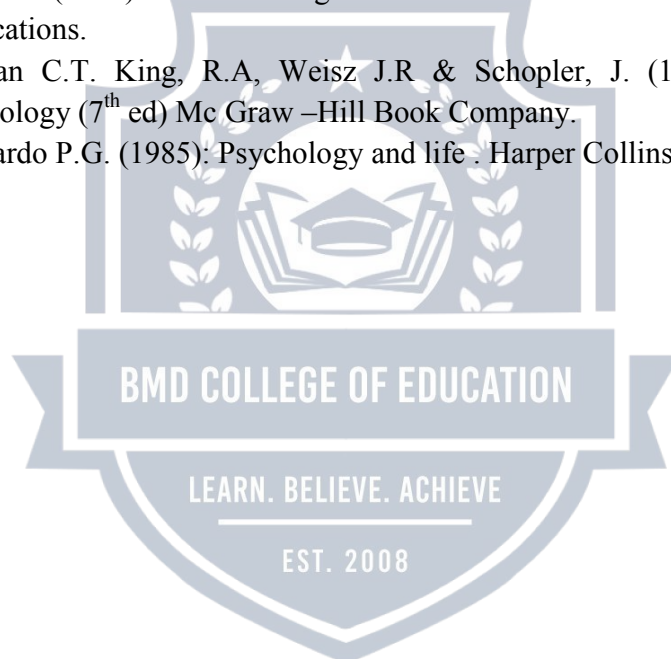 cations.
an C.T. King, R.A, Weisz J.R & Schopler, J. (1
ology (7th ed) Mc Graw –Hill Book Company.
ardo P.G. (1985): Psychology and life . Harper Collins
BMD COLLEGE OF EDUCATION
LEARN. BELIEVE. ACHIEVE
EST. 2008